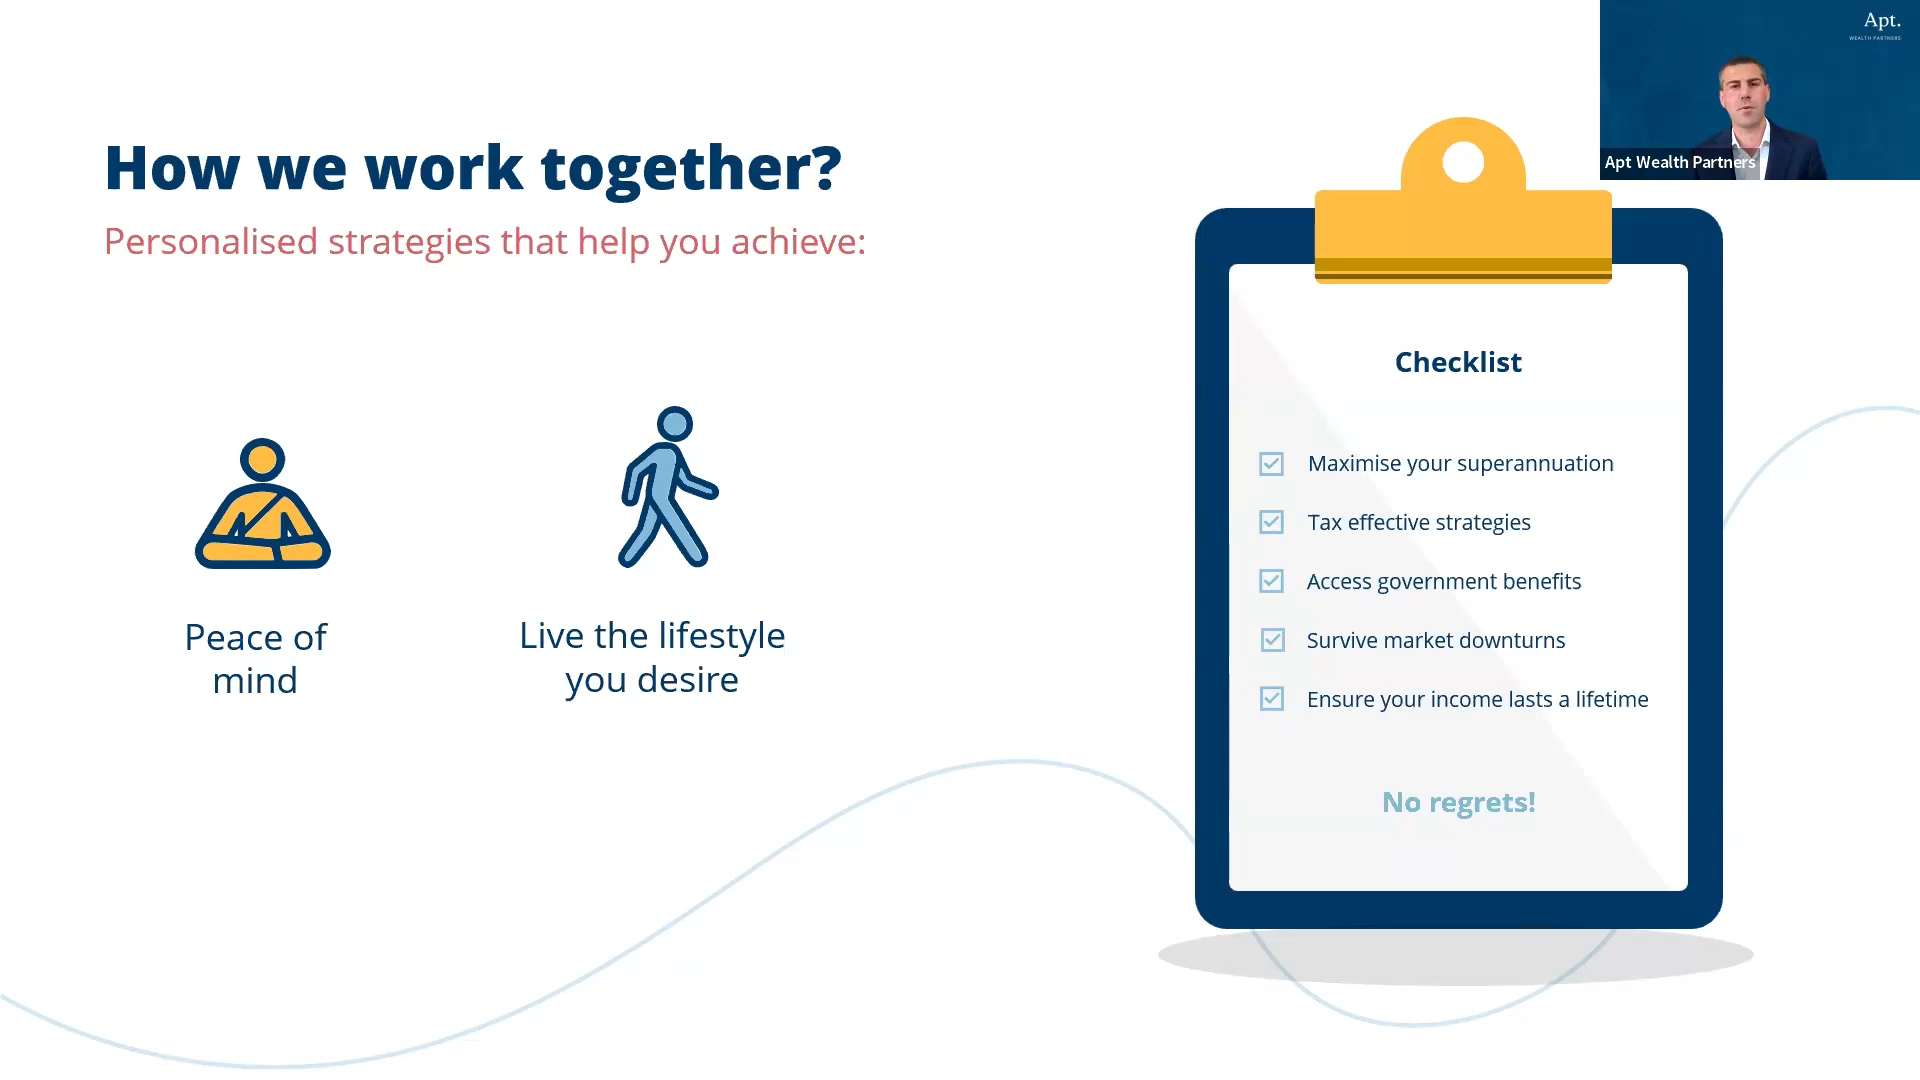 Apt.
WEALTH PARTNERS
Apt Wealth Partners
How we work together?
Personalised strategies that help you achieve:
Peace of
mind
Live the lifestyle
you desire
Checklist
Maximise your superannuation
Tax effective strategies
Access government benefits
Survive market downturns
Ensure your income lasts a lifetime
No regrets!